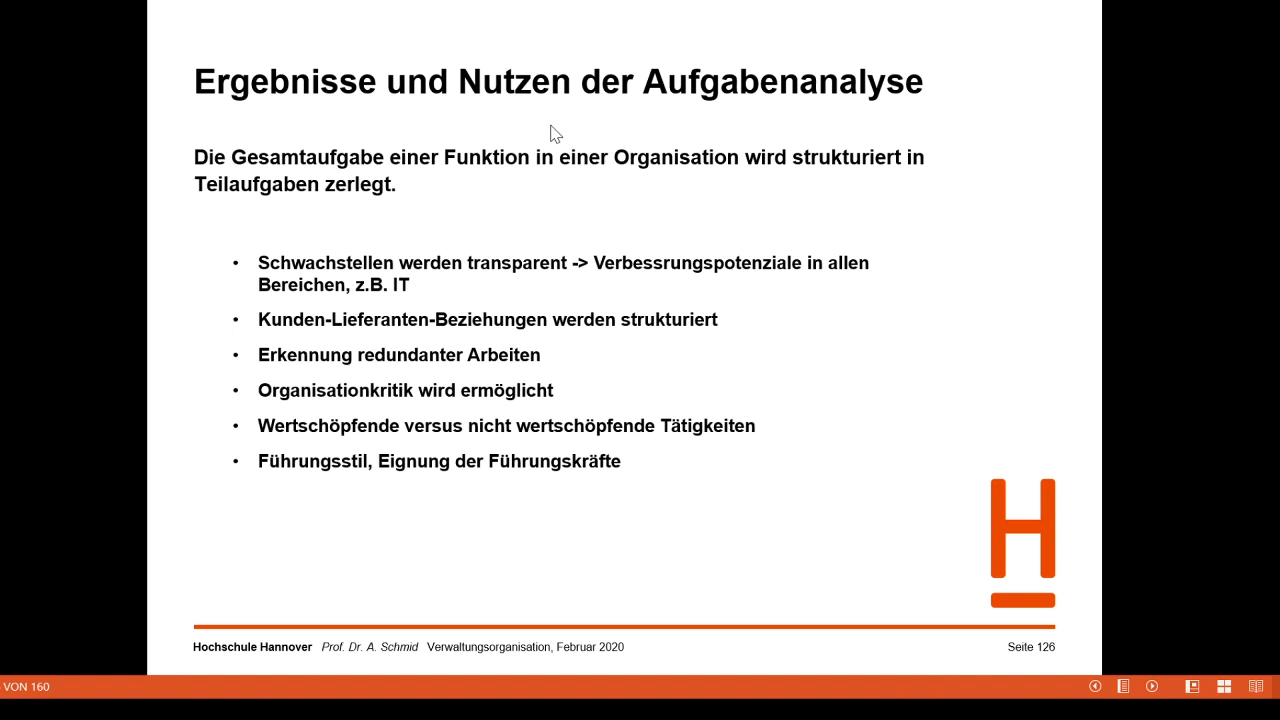 Ergebnisse und Nutzen der Aufgabenanalyse
Die Gesamtaufgabe einer Funktion in einer Organisation wird strukturiert in
Teilaufgaben zerlegt.
• Schwachstellen werden transparent -> Verbessrungspotenziale in allen
Bereichen, z.B. IT
• Kunden-Lieferanten-Beziehungen werden strukturiert
• Erkennung redundanter Arbeiten
• Organisationkritik wird ermöglicht
• Wertschöpfende versus nicht wertschöpfende Tätigkeiten
• Führungsstil, Eignung der Führungskräfte
H
Hochschule Hannover Prof. Dr. A. Schmid Verwaltungsorganisation, Februar 2020 Seite 126
VON 160